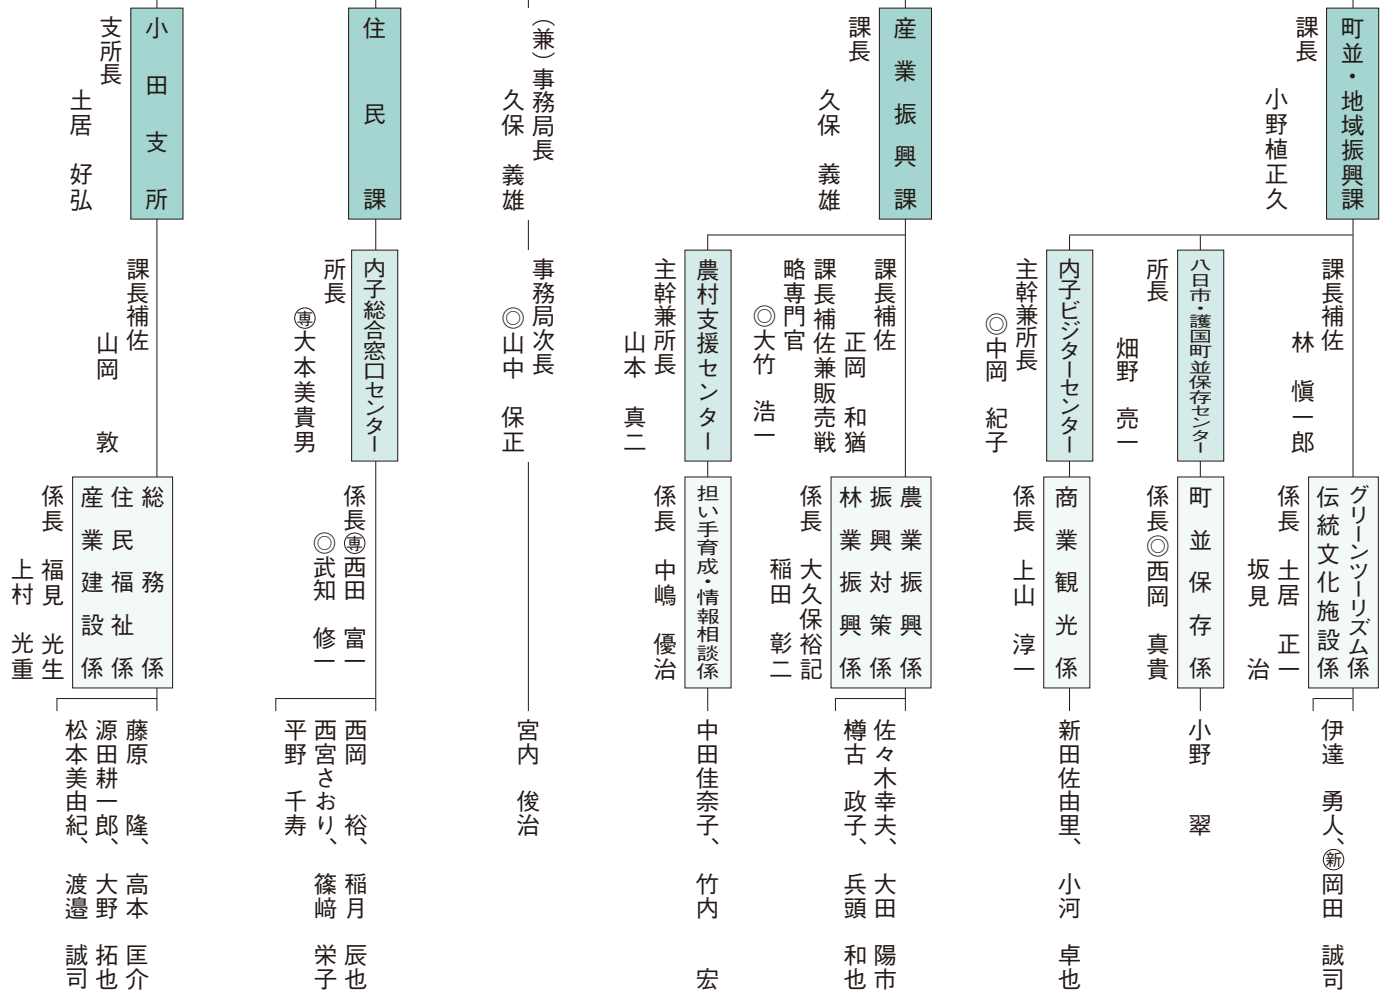 町並・地域振興課
課長
小野植正久
課長補佐
林 愼一郎
グリーンツーリズム係
伝統文化施設係
係長 土居 正一
坂見 治
伊達 勇人、㊟岡田 誠司
八日市・護国町並保存センター
所長
畑野 亮一
町並保存係
係長◎西岡 真貴
小野 翠
内子ビジターセンター
主幹兼所長
◎中岡 紀子
商業観光係
係長 上山 淳一
新田佐由里、小河 卓也
産業振興課
課長
久保 義雄
課長補佐
正岡 和猶
課長補佐兼販売戦
略専門官
◎大竹 浩一
農業振興係
振興対策係
林業振興係
係長 大久保裕記
稲田 彰二
佐々木幸夫、大田 陽市
樽古 政子、兵頭 和也
農村支援センター
主幹兼所長
山本 真二
担い手育成・情報相談係
係長 中嶋 優治
中田佳奈子、竹内 宏
（兼）事務局長
久保 義雄
事務局次長
◎山中 保正
宮内 俊治
住民課
内子総合窓口センター
所長
㊝大本美貴男
係長㊝西田 富一
◎武知 修一
西岡 裕、稲月 辰也
西宮さおり、篠﨑 栄子
平野 千寿
小田支所
支所長
土居 好弘
課長補佐
山岡 敦
総務係
住民福祉係
産業建設係
係長 福見 光生
上村 光重
藤原 隆、高本 匡介
源田耕一郎、大野 拓也
松本美由紀、渡邉 誠司